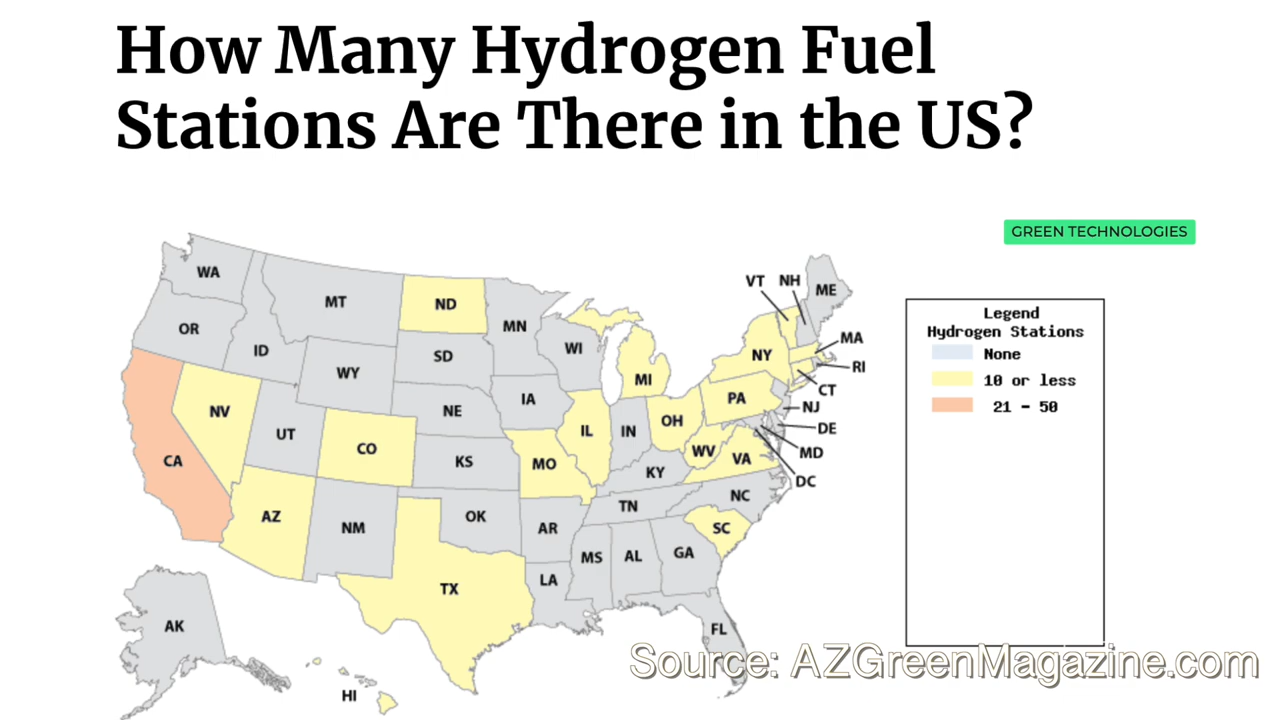 How Many Hydrogen Fuel
Stations Are There in the US?
GREEN TECHNOLOGIES
WA
MT
ND
MN
VT
NH
ME
OR
ID
WY
SD
WI
MI
NY
MA
RI
CT
NV
UT
CO
NE
IA
IL
IN
OH
PA
NJ
DE
MD
DC
CA
KS
MO
KY
WV
VA
AZ
NM
OK
AR
TN
NC
SC
TX
LA
MS
AL
GA
FL
AK
HI
Legend
Hydrogen Stations
None
10 or less
21 - 50
Source: AZGreenMagazine.com